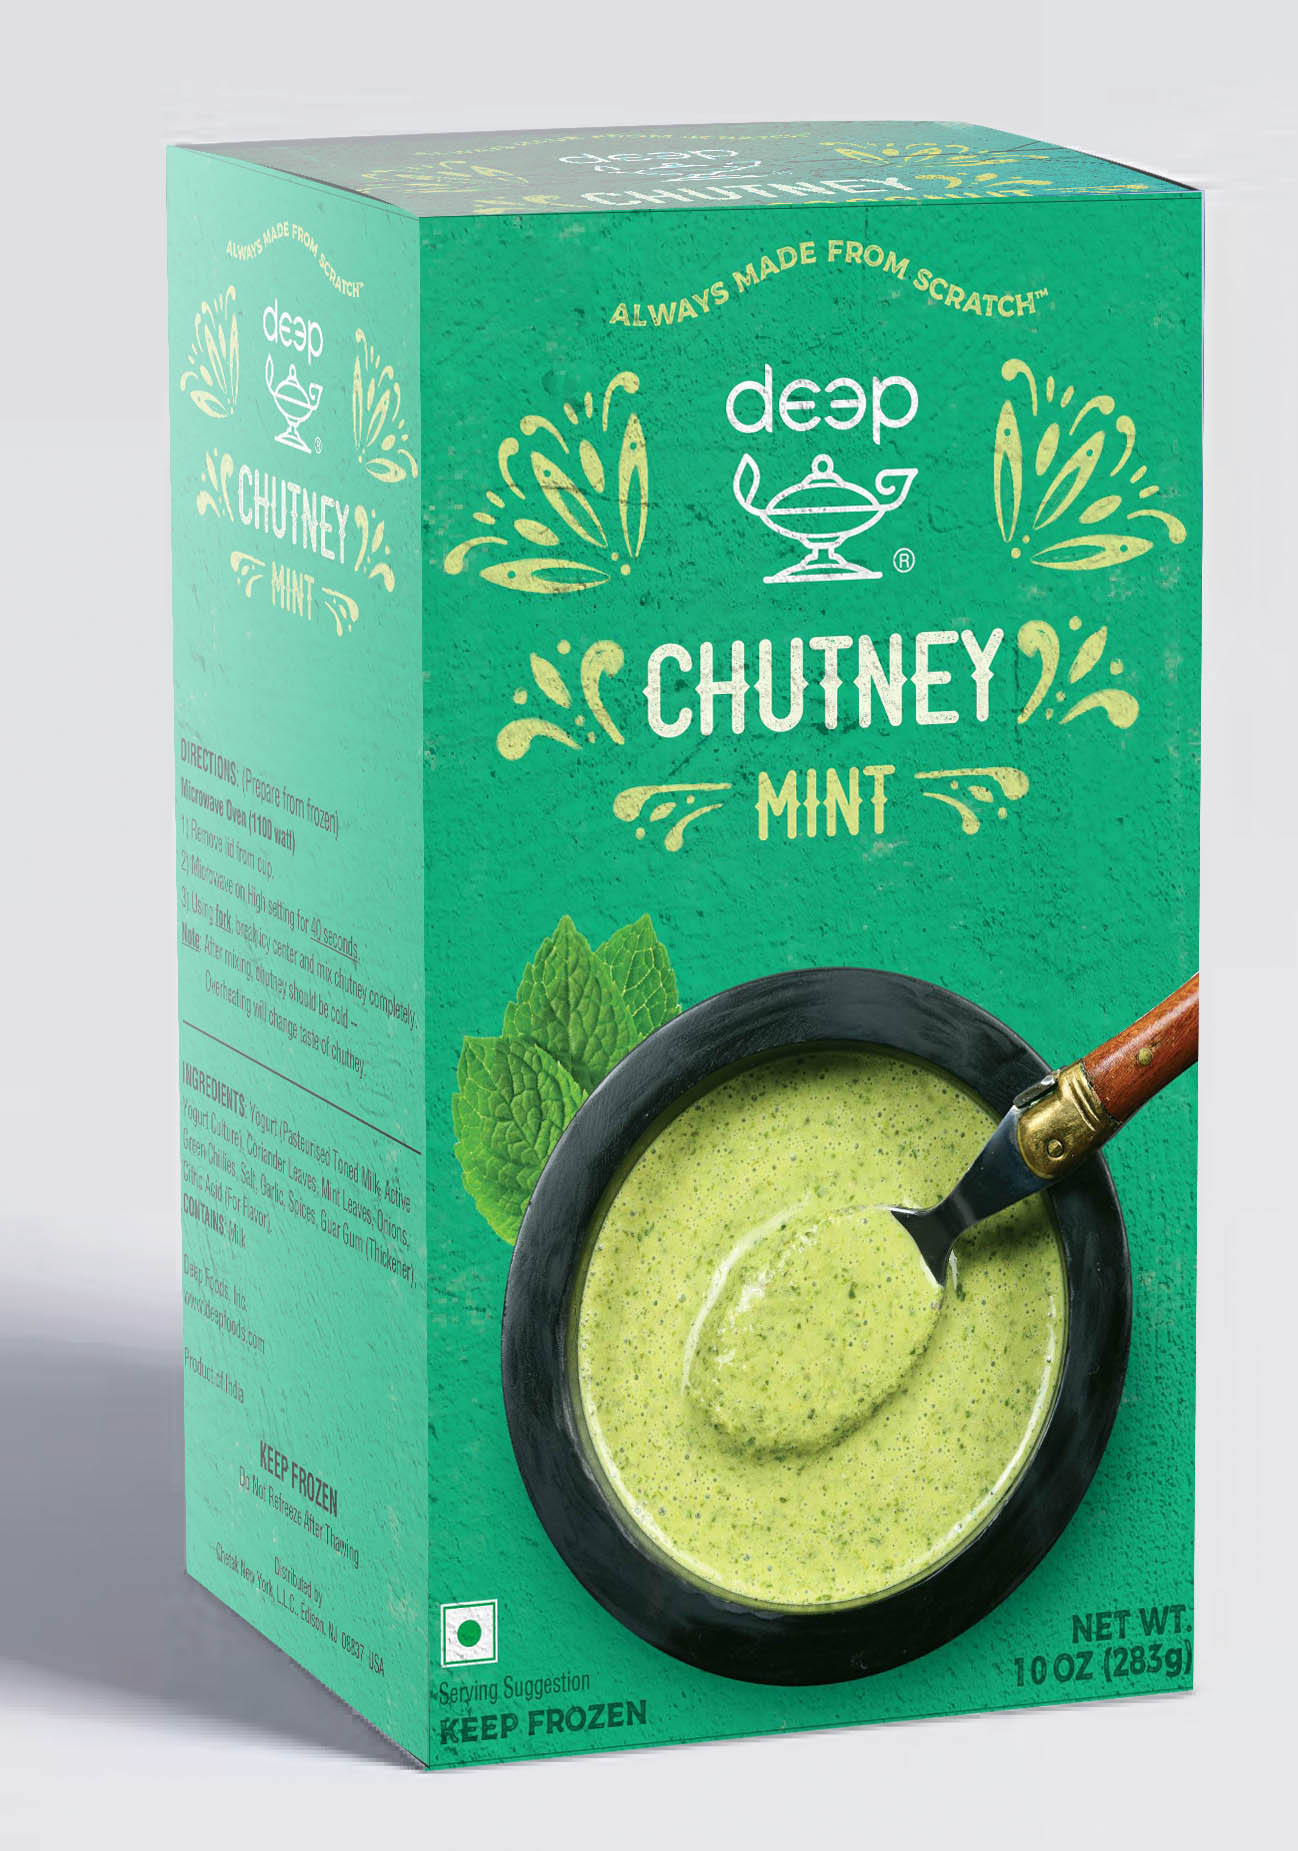 deep
CHUTNEY
ALWAYS MADE FROM SCRATCH™
deep
®
CHUTNEY
MINT
Serving Suggestion
KEEP FROZEN
NET WT.
10 OZ (283g)
ALWAYS MADE FROM SCRATCH™
deep
®
CHUTNEY
MINT
DIRECTIONS: (Prepare from frozen)
Microwave Oven (1100 watt)
1) Remove lid from cup.
2) Microwave on High setting for 40 seconds.
3) Using fork, break icy center and mix chutney completely.
Note: After mixing, chutney should be cold –
Overheating will change taste of chutney.
INGREDIENTS: Yogurt (Pasteurised Toned Milk, Active
Yogurt Culture), Coriander Leaves, Mint Leaves, Onions,
Green Chillies, Salt, Garlic, Spices, Guar Gum (Thickener),
Citric Acid (For Flavor).
CONTAINS: Milk
Deep Foods, Inc.
www.deepfoods.com
Product of India
KEEP FROZEN
Do Not Refreeze After Thawing
Distributed by
Chetak New York, L.L.C., Edison, NJ 08837 USA